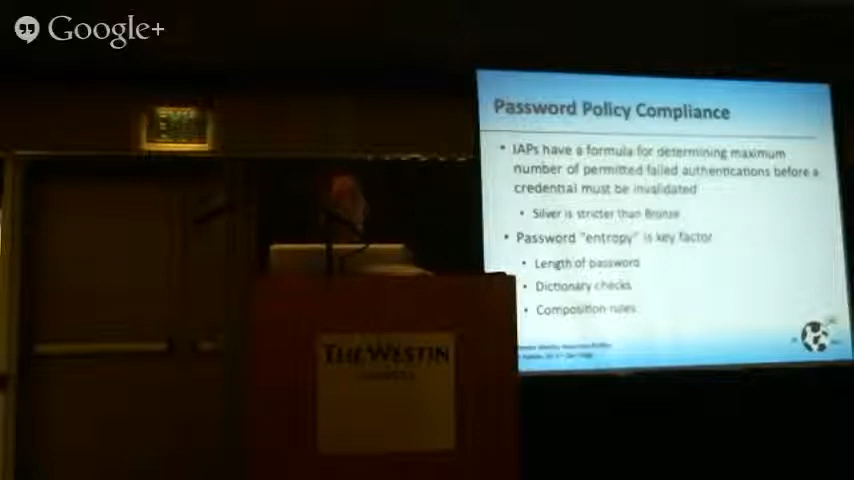 Google+
EXIT
Password Policy Compliance
• IAPs have a formula for determining maximum
number of permitted failed authentications before a
credential must be invalidated
• Silver is stricter than Bronze
• Password "entropy" is key factor
• Length of password
• Dictionary checks
• Composition rules
THE WESTIN